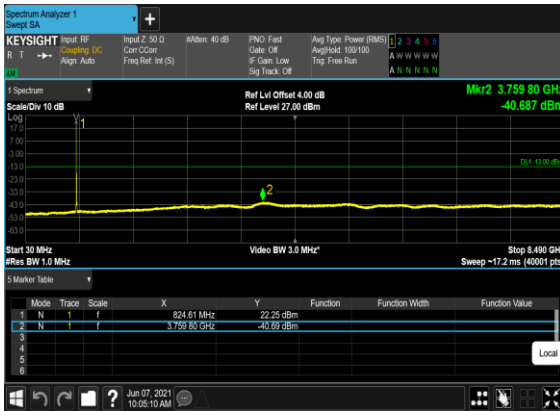 Spectrum Analyzer 1
Swept SA
+
KEYSIGHT Input: RF Input Z: 50 Ω #Atten: 40 dB PNO: Fast Avg Type: Power (RMS) 1 2 3 4 5 6
R T Coupling: DC Corr CCorr Gate: Off Avg|Hold: 100/100 A W W W W W
Align: Auto Freq Ref: Int (S) IF Gain: Low Trig: Free Run
Sig Track: Off A N N N N N
1 Spectrum Ref Lvl Offset 4.00 dB Mkr2 3.759 80 GHz
Scale/Div 10 dB Ref Level 27.00 dBm -40.687 dBm
Log
17.0 1
7.00
-3.00
-13.0 DL1 -13.00 dBm
-23.0
-33.0 2
-43.0
-53.0
-63.0
Start 30 MHz Video BW 3.0 MHz* Stop 8.490 GHz
#Res BW 1.0 MHz Sweep ~17.2 ms (40001 pts)
5 Marker Table
Mode Trace Scale X Y Function Function Width Function Value
1 N 1 f 824.61 MHz 22.25 dBm
2 N 1 f 3.759 80 GHz -40.69 dBm
3
4
5
6
Local
? Jun 07, 2021
10:05:10 AM